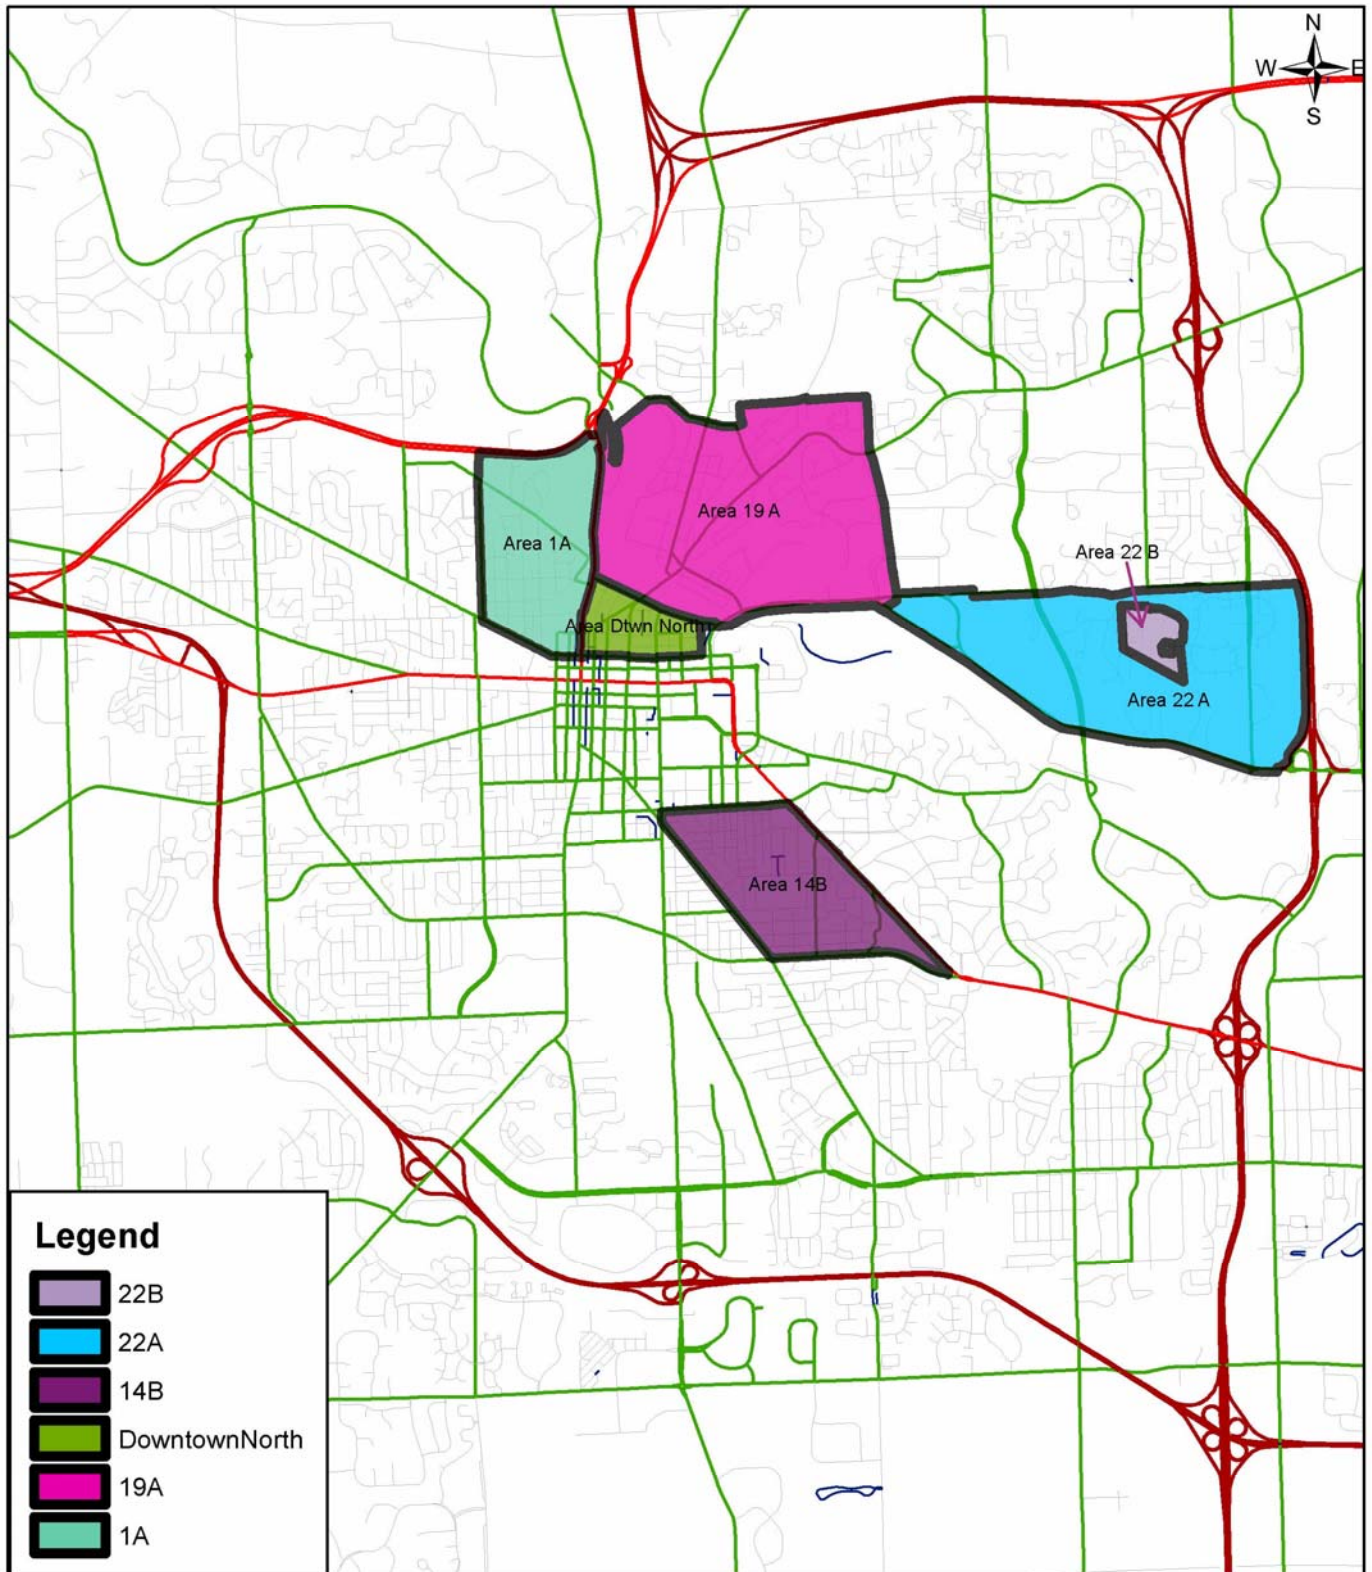 N
W E
S
Area 19 A
Area 1A
Area 22 B
Area Dtwn North
Area 22 A
Area 14B
Legend
22B
22A
14B
DowntownNorth
19A
1A